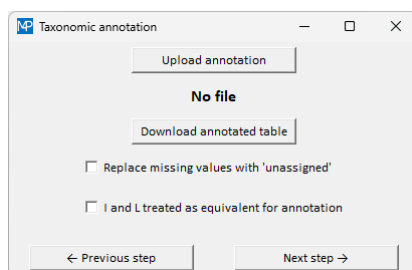 MP Taxonomic annotation
Upload annotation
No file
Download annotated table
Replace missing values with 'unassigned'
I and L treated as equivalent for annotation
← Previous step
Next step →